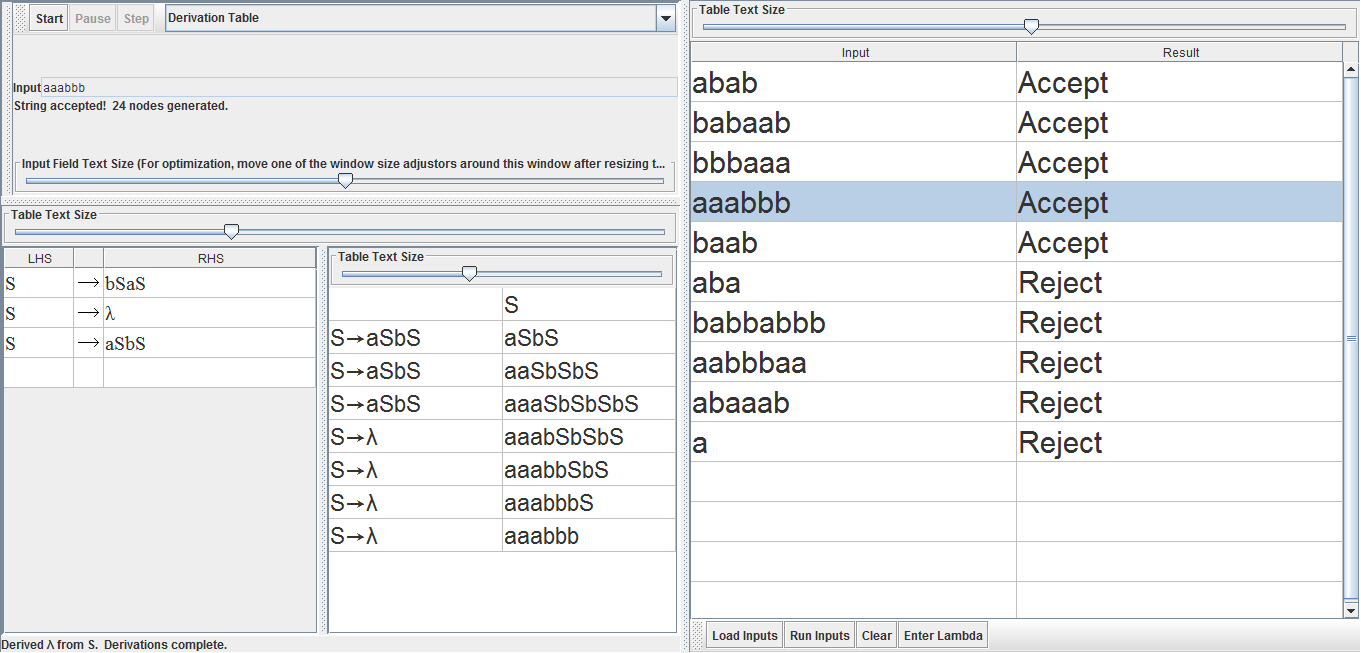 Start Pause Step Derivation Table
Input aaabbb
String accepted! 24 nodes generated.
Input Field Text Size (For optimization, move one of the window size adjustors around this window after resizing t...
Table Text Size
LHS RHS
S → bSaS
S → λ
S → aSbS
Table Text Size
S
S→aSbS aSbS
S→aSbS aaSbSbS
S→aSbS aaaSbSbSbS
S→λ aaabSbSbS
S→λ aaabbSbS
S→λ aaabbbS
S→λ aaabbb
Derived λ from S. Derivations complete.
Table Text Size
Input Result
abab Accept
babaab Accept
bbbaaa Accept
aaabbb Accept
baab Accept
aba Reject
babbabbb Reject
aabbbaa Reject
abaaab Reject
a Reject
Load Inputs Run Inputs Clear Enter Lambda